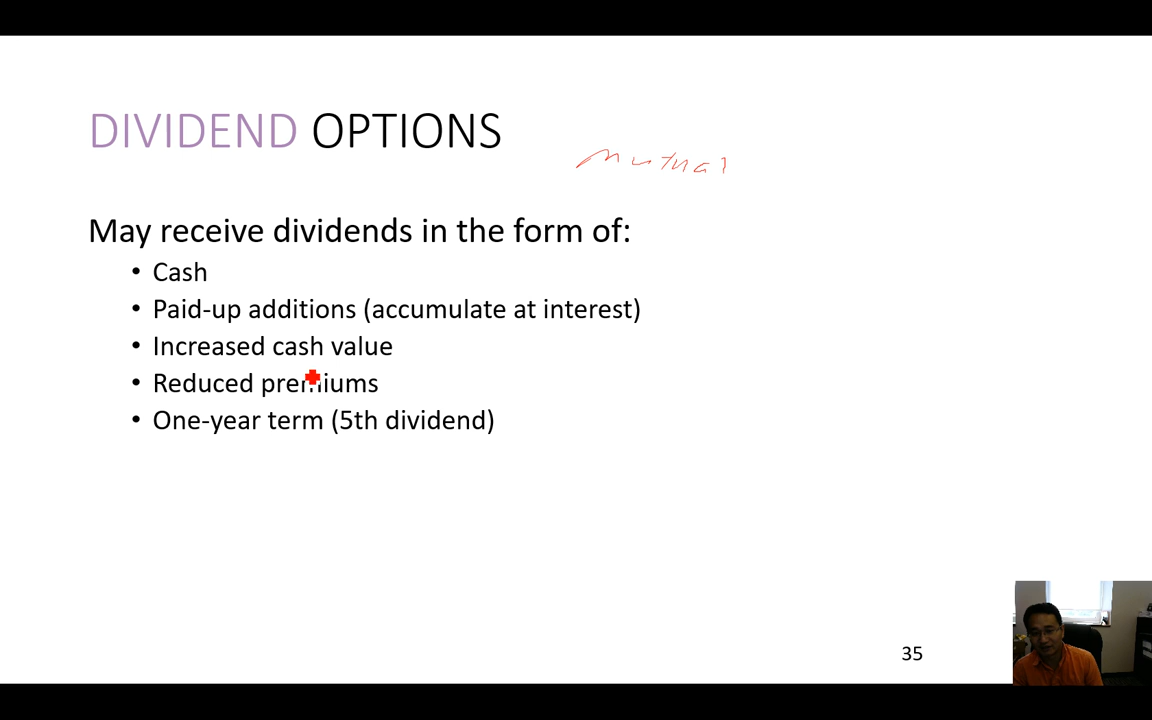 DIVIDEND OPTIONS
mutual
May receive dividends in the form of:
• Cash
• Paid-up additions (accumulate at interest)
• Increased cash value
• Reduced premiums
• One-year term (5th dividend)
35